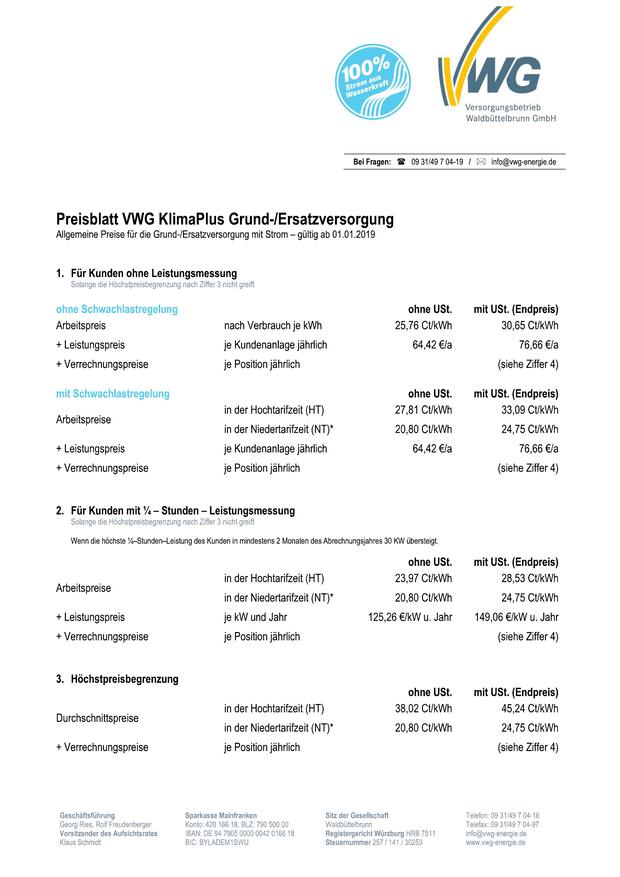 100%
Strom aus
Wasserkraft
VWG
Versorgungsbetrieb
Waldbüttelbrunn GmbH
Bei Fragen: ☎ 09 31/49 7 04-19 / ✉ info@vwg-energie.de
Preisblatt VWG KlimaPlus Grund-/Ersatzversorgung
Allgemeine Preise für die Grund-/Ersatzversorgung mit Strom – gültig ab 01.01.2019
1. Für Kunden ohne Leistungsmessung
Solange die Höchstpreisbegrenzung nach Ziffer 3 nicht greift
ohne Schwachlastregelung ohne USt. mit USt. (Endpreis)
Arbeitspreis nach Verbrauch je kWh 25,76 Ct/kWh 30,65 Ct/kWh
+ Leistungspreis je Kundenanlage jährlich 64,42 €/a 76,66 €/a
+ Verrechnungspreise je Position jährlich (siehe Ziffer 4)
mit Schwachlastregelung ohne USt. mit USt. (Endpreis)
Arbeitspreise in der Hochtarifzeit (HT) 27,81 Ct/kWh 33,09 Ct/kWh
in der Niedertarifzeit (NT)* 20,80 Ct/kWh 24,75 Ct/kWh
+ Leistungspreis je Kundenanlage jährlich 64,42 €/a 76,66 €/a
+ Verrechnungspreise je Position jährlich (siehe Ziffer 4)
2. Für Kunden mit ¼ – Stunden – Leistungsmessung
Solange die Höchstpreisbegrenzung nach Ziffer 3 nicht greift
Wenn die höchste ¼–Stunden–Leistung des Kunden in mindestens 2 Monaten des Abrechnungsjahres 30 KW übersteigt.
ohne USt. mit USt. (Endpreis)
Arbeitspreise in der Hochtarifzeit (HT) 23,97 Ct/kWh 28,53 Ct/kWh
in der Niedertarifzeit (NT)* 20,80 Ct/kWh 24,75 Ct/kWh
+ Leistungspreis je kW und Jahr 125,26 €/kW u. Jahr 149,06 €/kW u. Jahr
+ Verrechnungspreise je Position jährlich (siehe Ziffer 4)
3. Höchstpreisbegrenzung
ohne USt. mit USt. (Endpreis)
Durchschnittspreise in der Hochtarifzeit (HT) 38,02 Ct/kWh 45,24 Ct/kWh
in der Niedertarifzeit (NT)* 20,80 Ct/kWh 24,75 Ct/kWh
+ Verrechnungspreise je Position jährlich (siehe Ziffer 4)
Geschäftsführung
Georg Ries, Rolf Freudenberger
Vorsitzender des Aufsichtsrates
Klaus Schmidt
Sparkasse Mainfranken
Konto: 420 166 18, BLZ: 790 500 00
IBAN: DE 94 7905 0000 0042 0166 18
BIC: BYLADEM1SWU
Sitz der Gesellschaft
Waldbüttelbrunn
Registergericht Würzburg HRB 7511
Steuernummer 257 / 141 / 30253
Telefon: 09 31/49 7 04-18
Telefax: 09 31/49 7 04-97
info@vwg-energie.de
www.vwg-energie.de